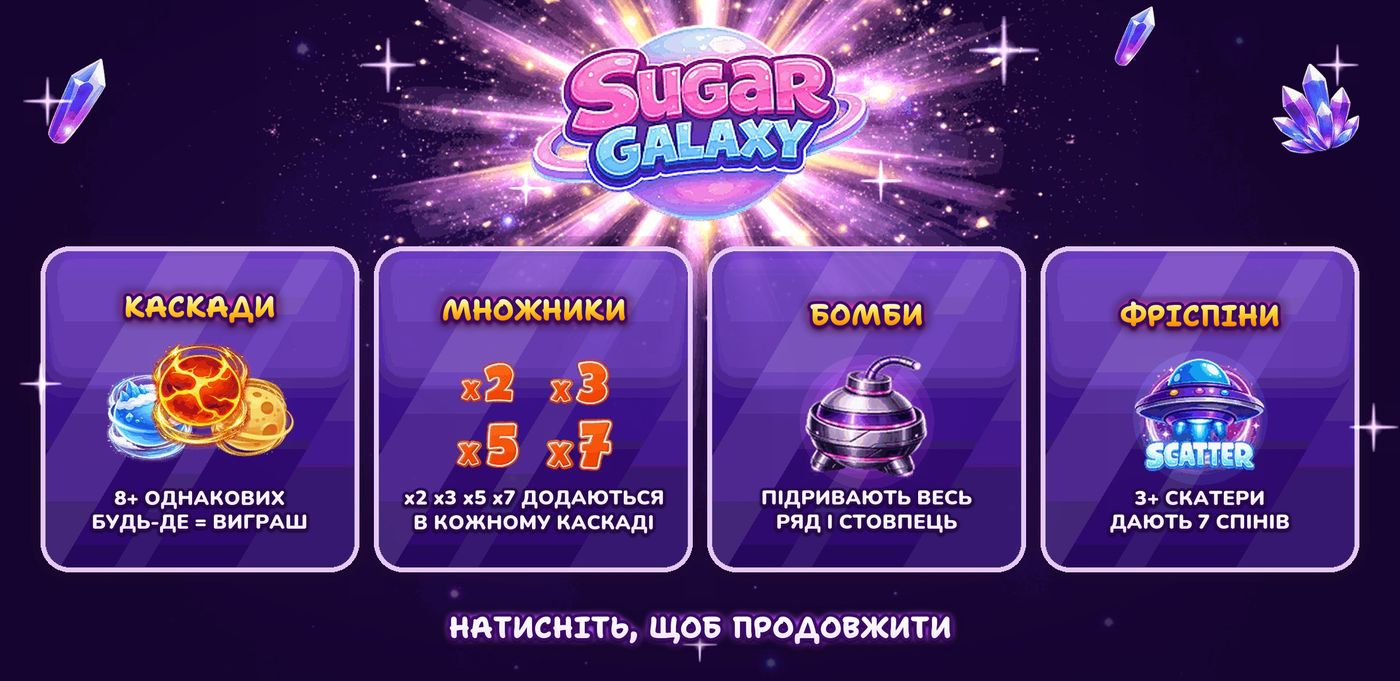 SUGAR
GALAXY
КАСКАДИ
8+ ОДНАКОВИХ
БУДЬ-ДЕ = ВИГРАШ
МНОЖНИКИ
x2 x3
x5 x7
x2 x3 x5 x7 ДОДАЮТЬСЯ
В КОЖНОМУ КАСКАДІ
БОМБИ
ПІДРИВАЮТЬ ВЕСЬ
РЯД І СТОВПЕЦЬ
ФРІСПІНИ
SCATTER
3+ СКАТЕРИ
ДАЮТЬ 7 СПІНІВ
НАТИСНІТЬ, ЩОБ ПРОДОВЖИТИ